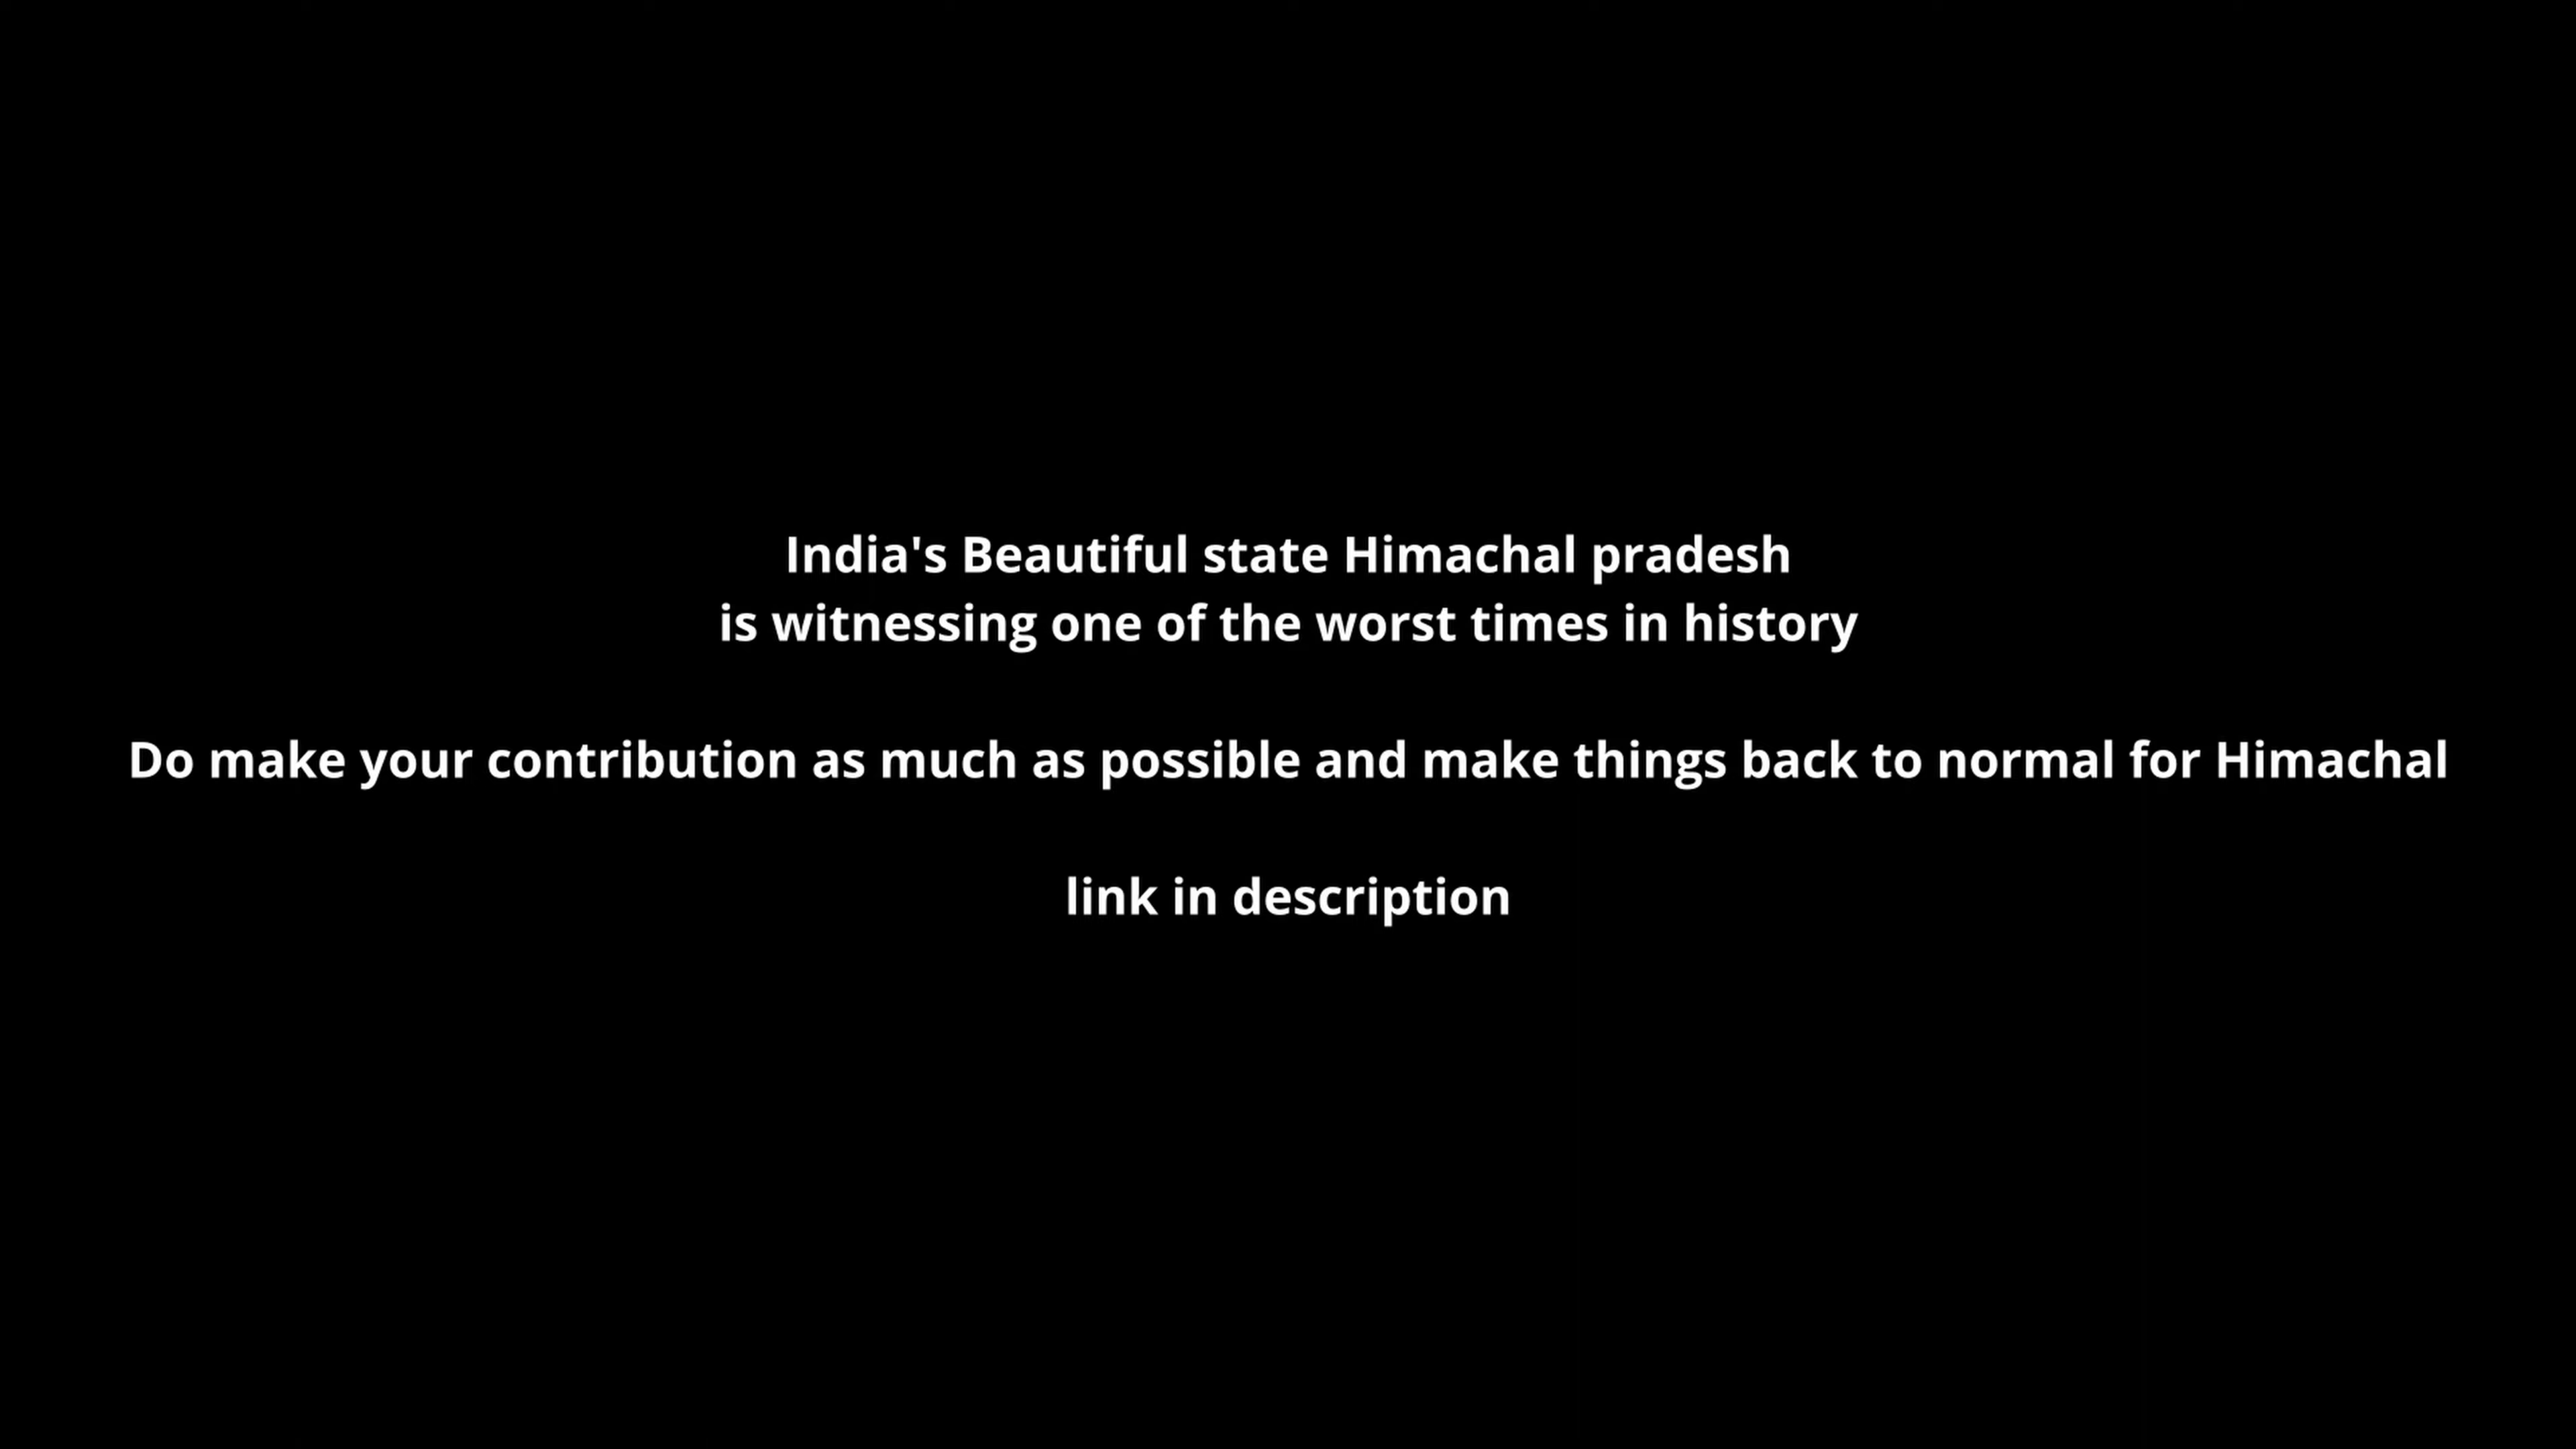 India's Beautiful state Himachal pradesh
is witnessing one of the worst times in history
Do make your contribution as much as possible and make things back to normal for Himachal
link in description